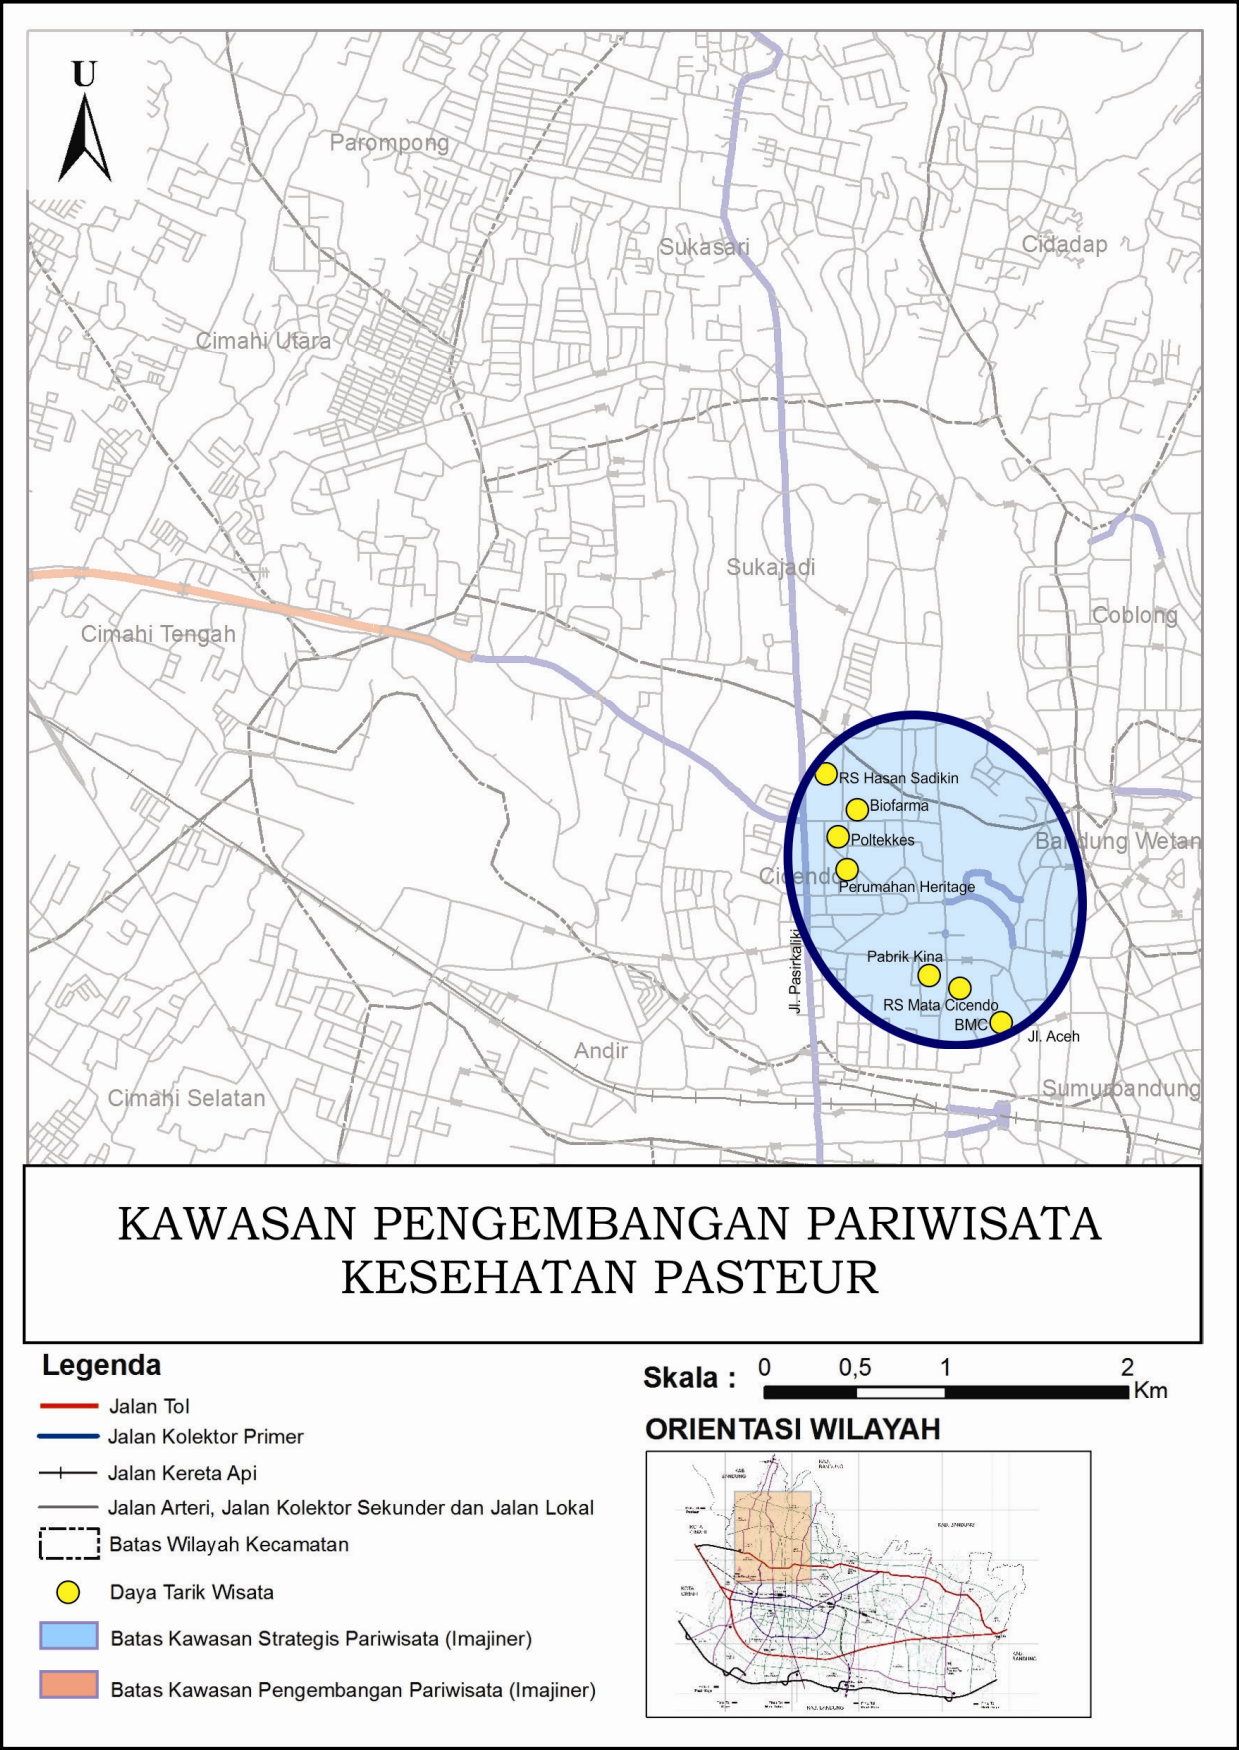 U
Parompong
Sukasari
Cidadap
Cimahi Utara
Sukajadi
Coblong
Cimahi Tengah
RS Hasan Sadikin
Biofarma
Poltekkes
Bandung Wetan
Cicendo
Perumahan Heritage
Jl. Pasirkaliki
Pabrik Kina
RS Mata Cicendo
BMC
Jl. Aceh
Andir
Cimahi Selatan
Sumurbandung
KAWASAN PENGEMBANGAN PARIWISATA
KESEHATAN PASTEUR
Legenda
Jalan Tol
Jalan Kolektor Primer
Jalan Kereta Api
Jalan Arteri, Jalan Kolektor Sekunder dan Jalan Lokal
Batas Wilayah Kecamatan
Daya Tarik Wisata
Batas Kawasan Strategis Pariwisata (Imajiner)
Batas Kawasan Pengembangan Pariwisata (Imajiner)
Skala : 0 0,5 1 2 Km
ORIENTASI WILAYAH
KAB. BANDUNG